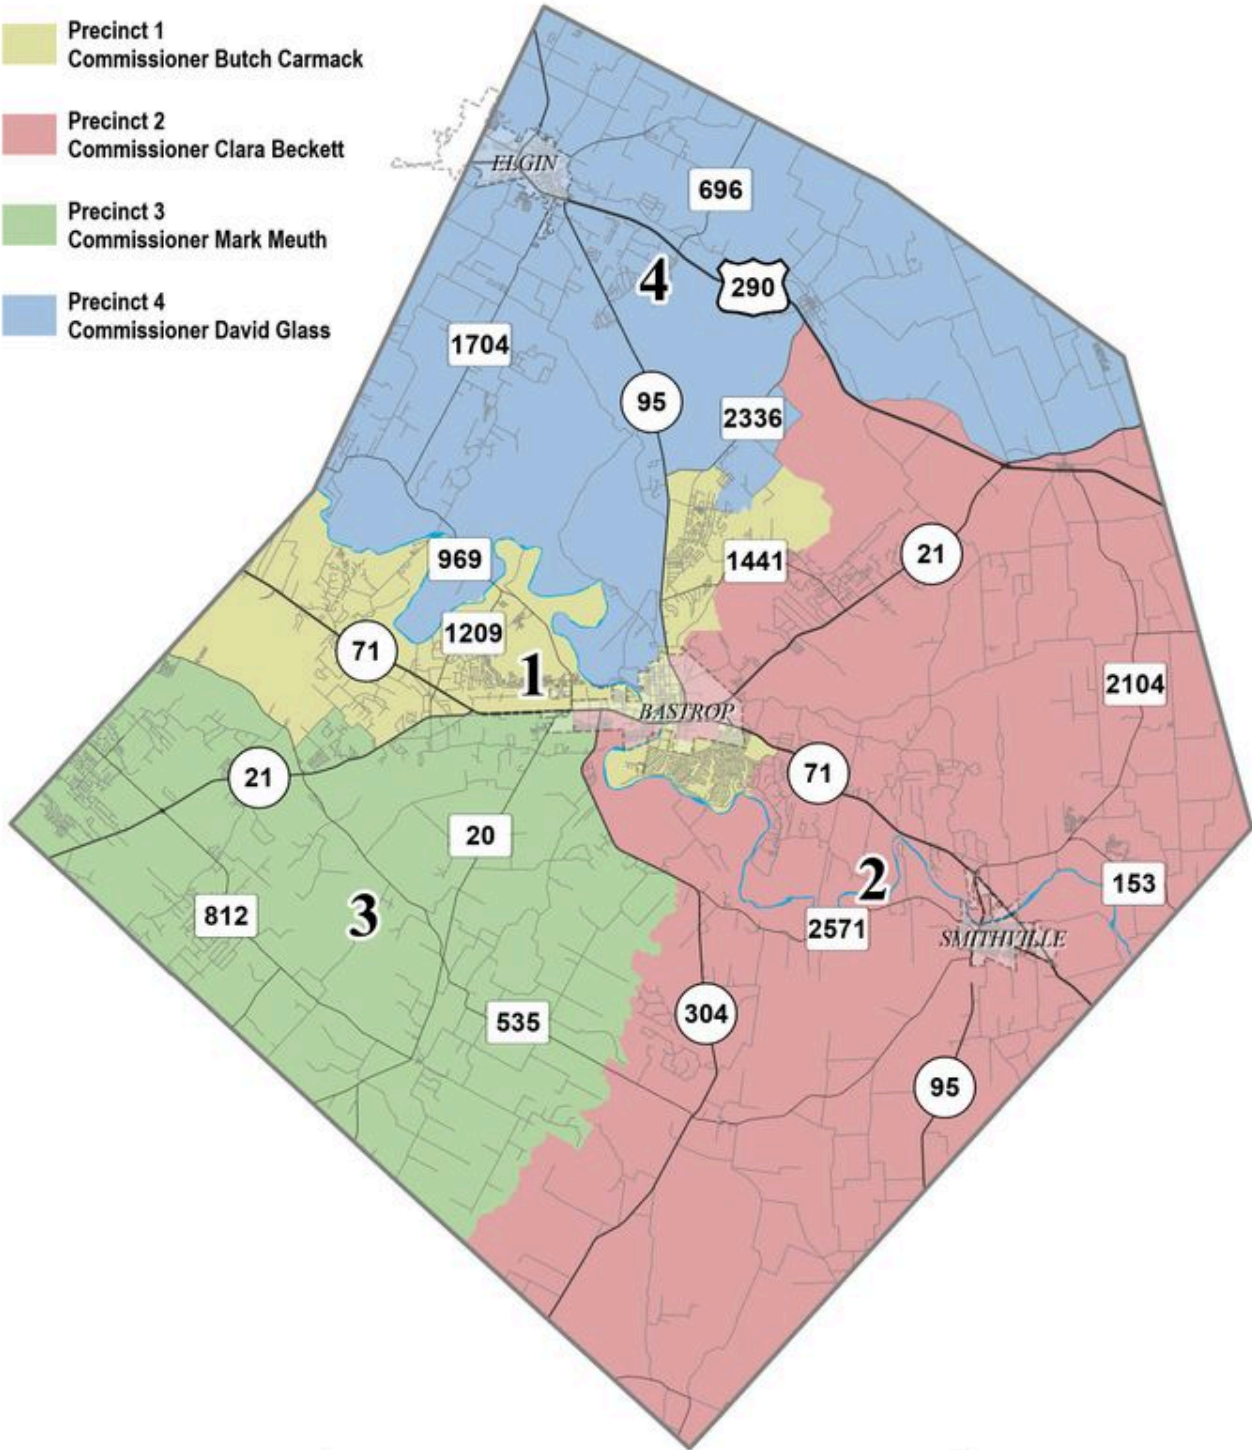 Precinct 1
Commissioner Butch Carmack
Precinct 2
Commissioner Clara Beckett
Precinct 3
Commissioner Mark Meuth
Precinct 4
Commissioner David Glass
ELGIN
696
4
290
1704
95
2336
969
1441
21
1209
71
1
2104
BASTROP
21
71
20
2
153
812
3
2571
SMITHVILLE
535
304
95